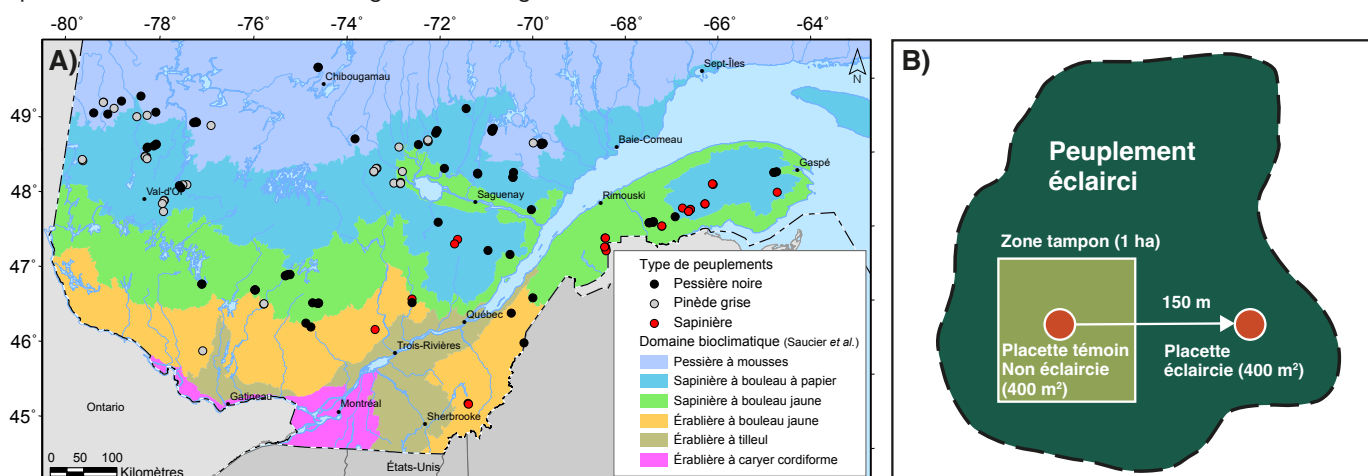 -80 -78 -76 -74 -72 -70 -68 -66 -64
A)
N
49°
48°
47°
46°
45°
Chibougamau
Sept-Îles
Baie-Comeau
Gaspé
Val-d'Or
Saguenay
Rimouski
Québec
Trois-Rivières
Gatineau
Montréal
Sherbrooke
Ontario
États-Unis
0 50 100
Kilomètres
Type de peuplements
Pessière noire
Pinède grise
Sapinière
Domaine bioclimatique (Saucier et al.)
Pessière à mousses
Sapinière à bouleau à papier
Sapinière à bouleau jaune
Érablière à bouleau jaune
Érablière à tilleul
Érablière à caryer cordiforme
B)
Peuplement
éclairci
Zone tampon (1 ha)
150 m
Placette témoin
Non éclaircie
(400 m²)
Placette
éclaircie (400 m²)